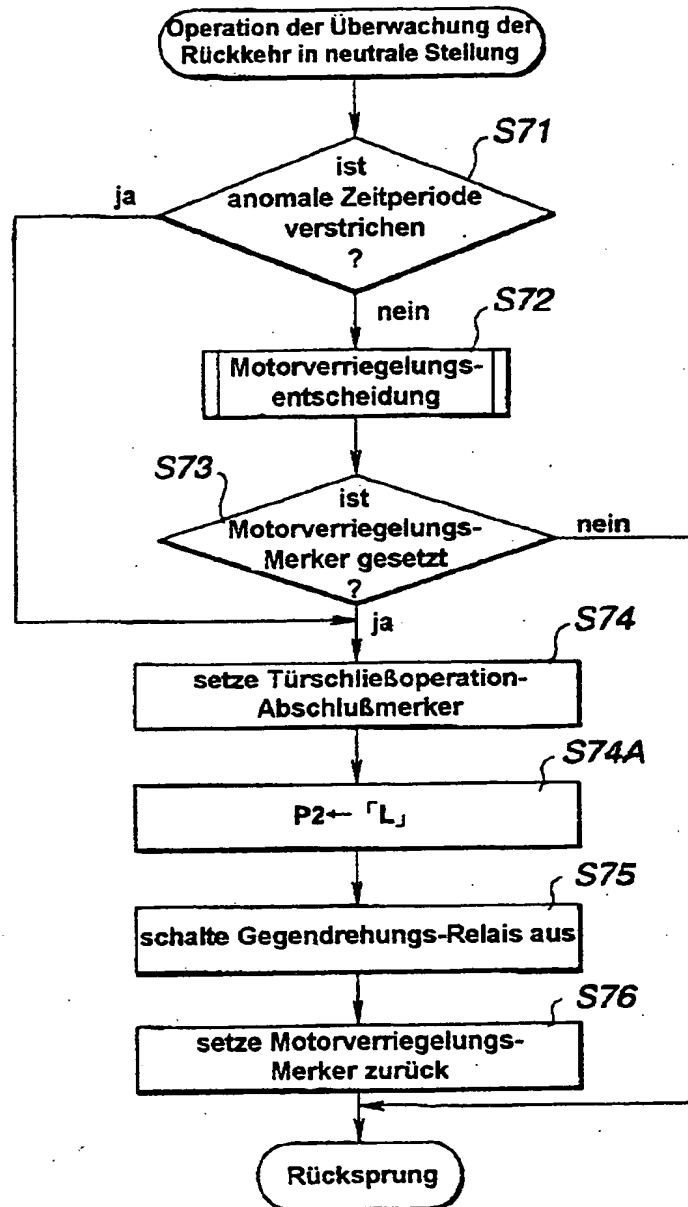 Operation der Überwachung der
Rückkehr in neutrale Stellung
S71
ist
anomale Zeitperiode
verstrichen
?
ja
nein
S72
Motorverriegelungs-
entscheidung
S73
ist
Motorverriegelungs-
Merker gesetzt
?
nein
ja
S74
setze Türschließoperation-
Abschlußmerker
S74A
P2← ｢L｣
S75
schalte Gegendrehungs-Relais aus
S76
setze Motorverriegelungs-
Merker zurück
Rücksprung